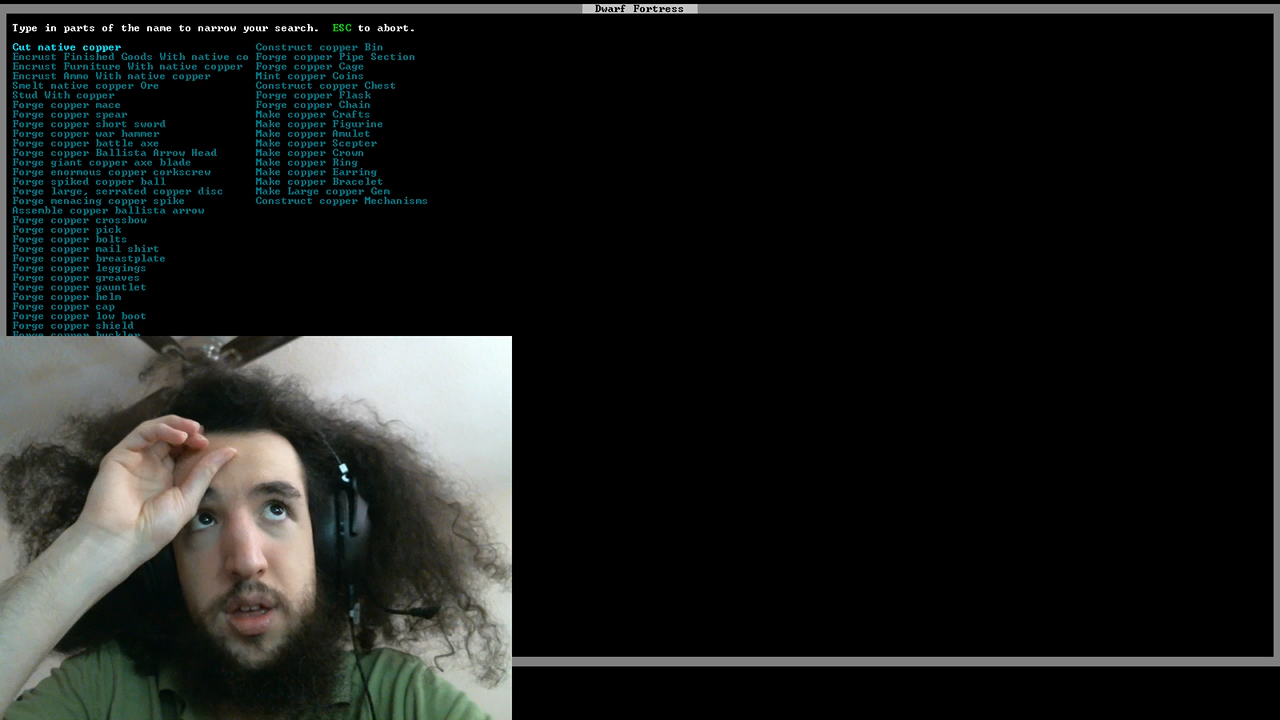 Dwarf Fortress
Type in parts of the name to narrow your search. ESC to abort.
Cut native copper
Encrust Finished Goods With native co
Encrust Furniture With native copper
Encrust Ammo With native copper
Smelt native copper Ore
Stud With copper
Forge copper mace
Forge copper spear
Forge copper short sword
Forge copper war hammer
Forge copper battle axe
Forge copper Ballista Arrow Head
Forge giant copper axe blade
Forge enormous copper corkscrew
Forge spiked copper ball
Forge large, serrated copper disc
Forge menacing copper spike
Assemble copper ballista arrow
Forge copper crossbow
Forge copper pick
Forge copper bolts
Forge copper mail shirt
Forge copper breastplate
Forge copper leggings
Forge copper greaves
Forge copper gauntlet
Forge copper helm
Forge copper cap
Forge copper low boot
Forge copper shield
Forge copper buckler
Construct copper Bin
Forge copper Pipe Section
Forge copper Cage
Mint copper Coins
Construct copper Chest
Forge copper Flask
Forge copper Chain
Make copper Crafts
Make copper Figurine
Make copper Amulet
Make copper Scepter
Make copper Crown
Make copper Ring
Make copper Earring
Make copper Bracelet
Make Large copper Gem
Construct copper Mechanisms